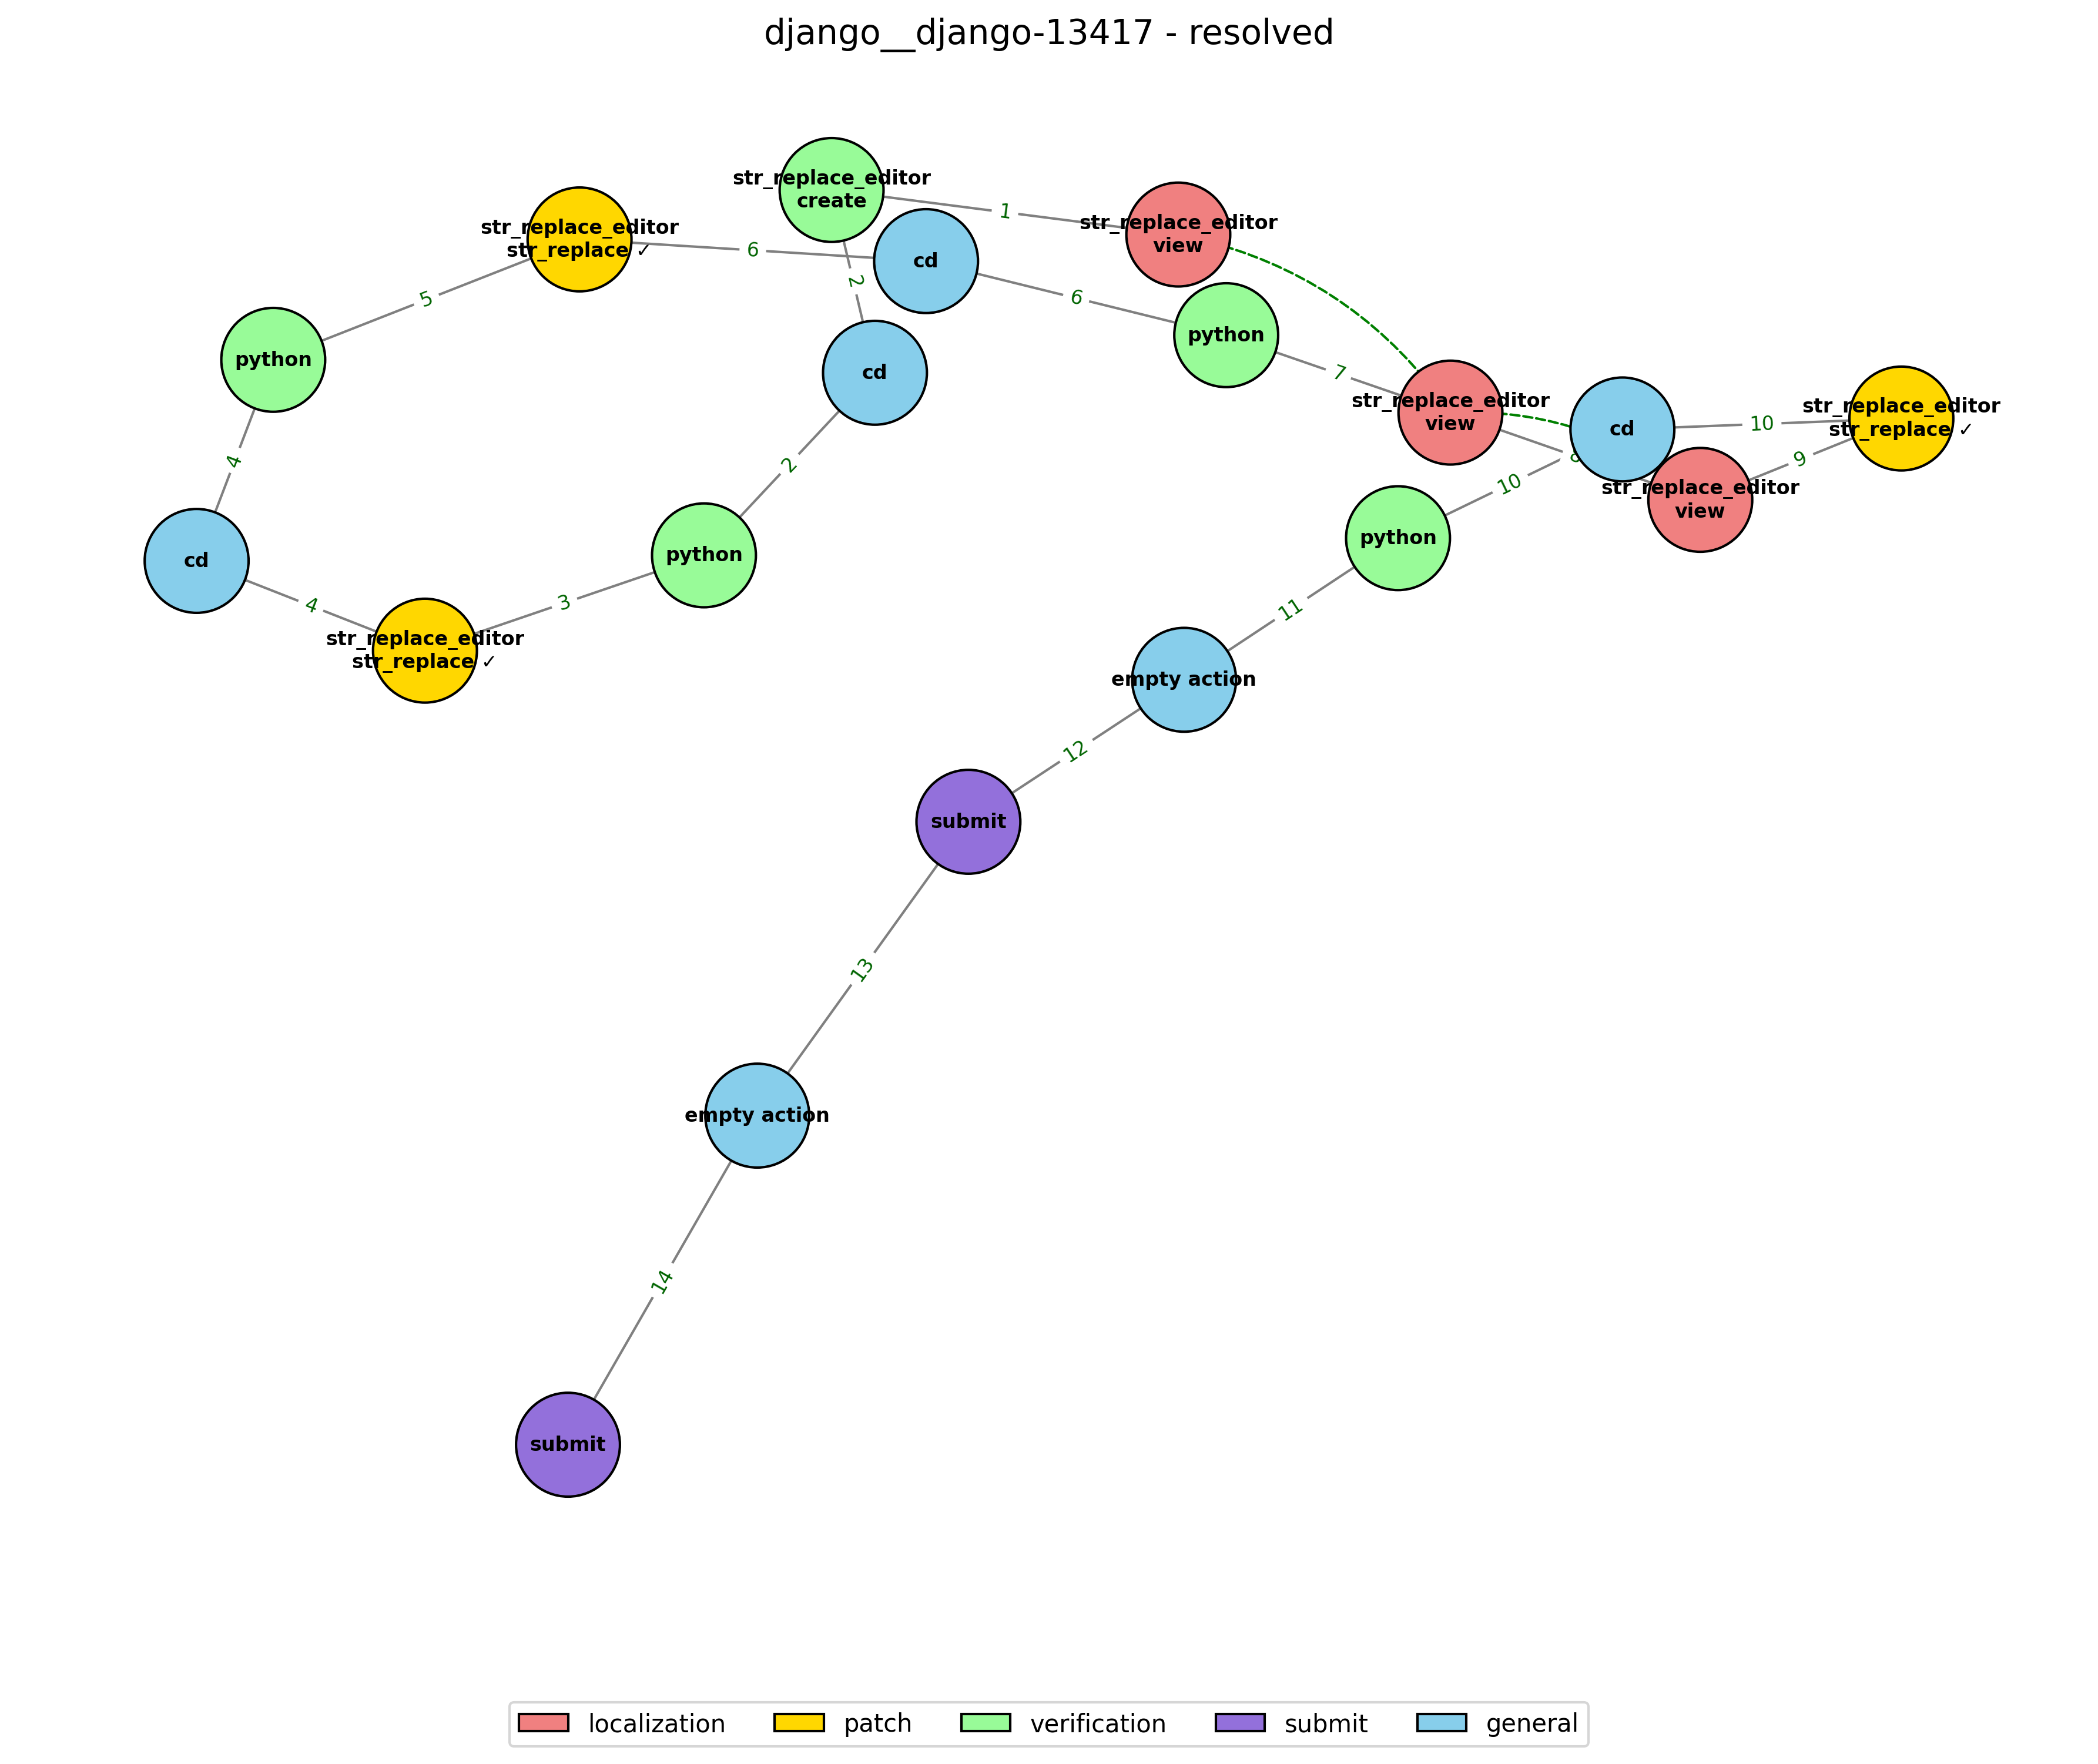 django__django-13417 - resolved
str_replace_editor
create
1
str_replace_editor
view
str_replace_editor
str_replace ✓
6
cd
2
6
5
python
python
7
cd
str_replace_editor
view
8
cd
10
str_replace_editor
str_replace ✓
9
str_replace_editor
view
4
2
10
python
cd
python
4
3
11
str_replace_editor
str_replace ✓
empty action
12
submit
13
empty action
14
submit
localization
patch
verification
submit
general